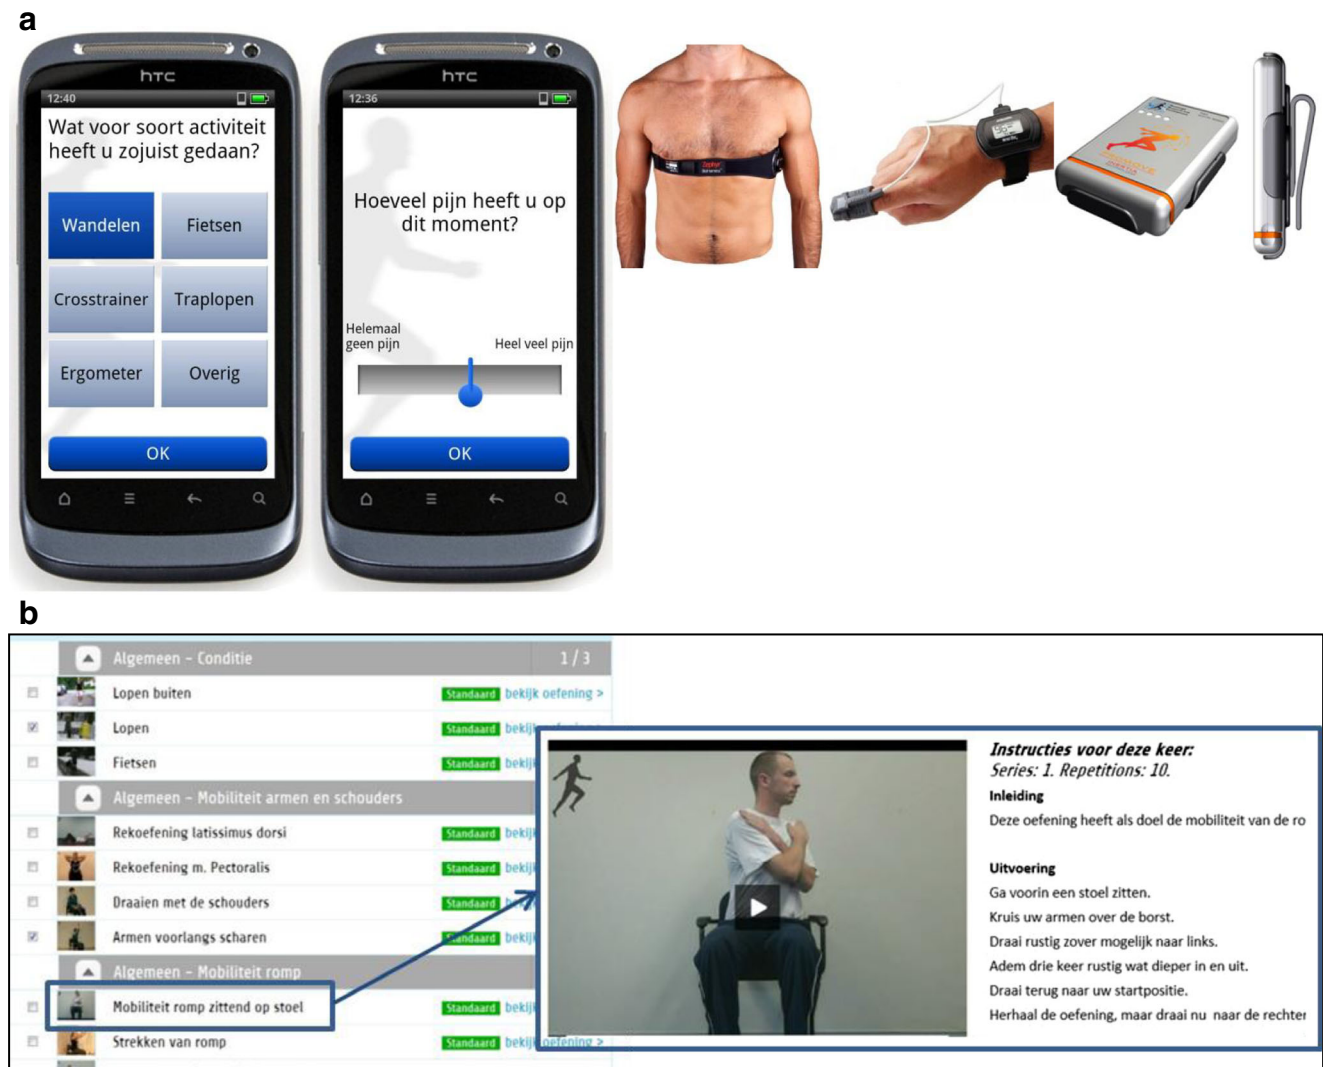 a
hTC
12:40
Wat voor soort activiteit
heeft u zojuist gedaan?
Wandelen
Fietsen
Crosstrainer
Traplopen
Ergometer
Overig
OK
hTC
12:36
Hoeveel pijn heeft u op
dit moment?
Helemaal
geen pijn
Heel veel pijn
OK
Zephyr
b
Algemeen - Conditie 1 / 3
Lopen buiten Standaard bekijk oefening >
Lopen Standaard
Fietsen Standaard
Algemeen - Mobiliteit armen en schouders
Rekoefening latissimus dorsi Standaard
Rekoefening m. Pectoralis Standaard
Draaien met de schouders Standaard
Armen voorlangs scharen Standaard
Algemeen - Mobiliteit romp
Mobiliteit romp zittend op stoel Standaard
Strekken van romp Standaard bekijk oefening >
Instructies voor deze keer:
Series: 1. Repetitions: 10.
Inleiding
Deze oefening heeft als doel de mobiliteit van de ro
Uitvoering
Ga voorin een stoel zitten.
Kruis uw armen over de borst.
Draai rustig zover mogelijk naar links.
Adem drie keer rustig wat dieper in en uit.
Draai terug naar uw startpositie.
Herhaal de oefening, maar draai nu naar de rechter